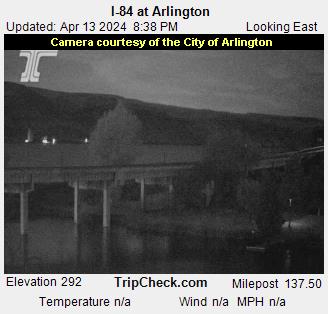 I-84 at Arlington
Updated: Apr 13 2024 8:38 PM Looking East
Camera courtesy of the City of Arlington
Elevation 292 TripCheck.com Milepost 137.50
Temperature n/a Wind n/a MPH n/a